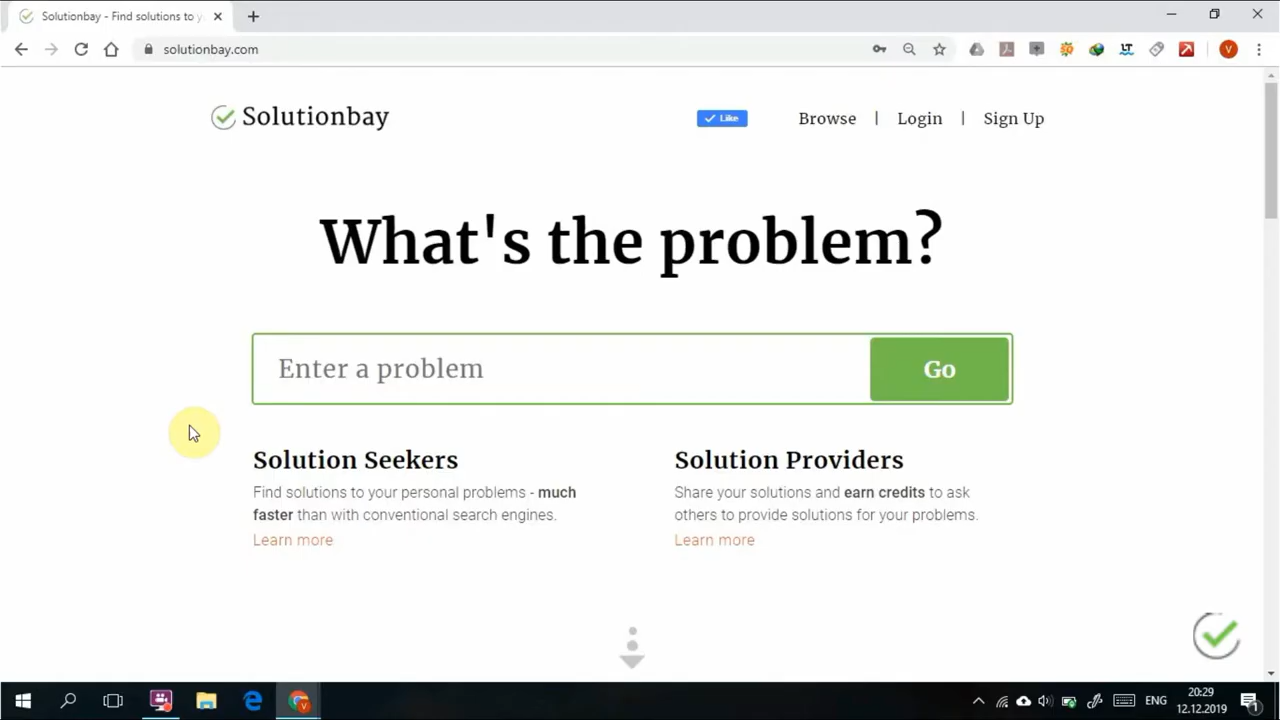 Solutionbay - Find solutions to y
solutionbay.com
LT
V
Solutionbay
Like
Browse | Login | Sign Up
What's the problem?
Enter a problem
Go
Solution Seekers
Find solutions to your personal problems - much
faster than with conventional search engines.
Learn more
Solution Providers
Share your solutions and earn credits to ask
others to provide solutions for your problems.
Learn more
V
ENG
20:29
12.12.2019
1